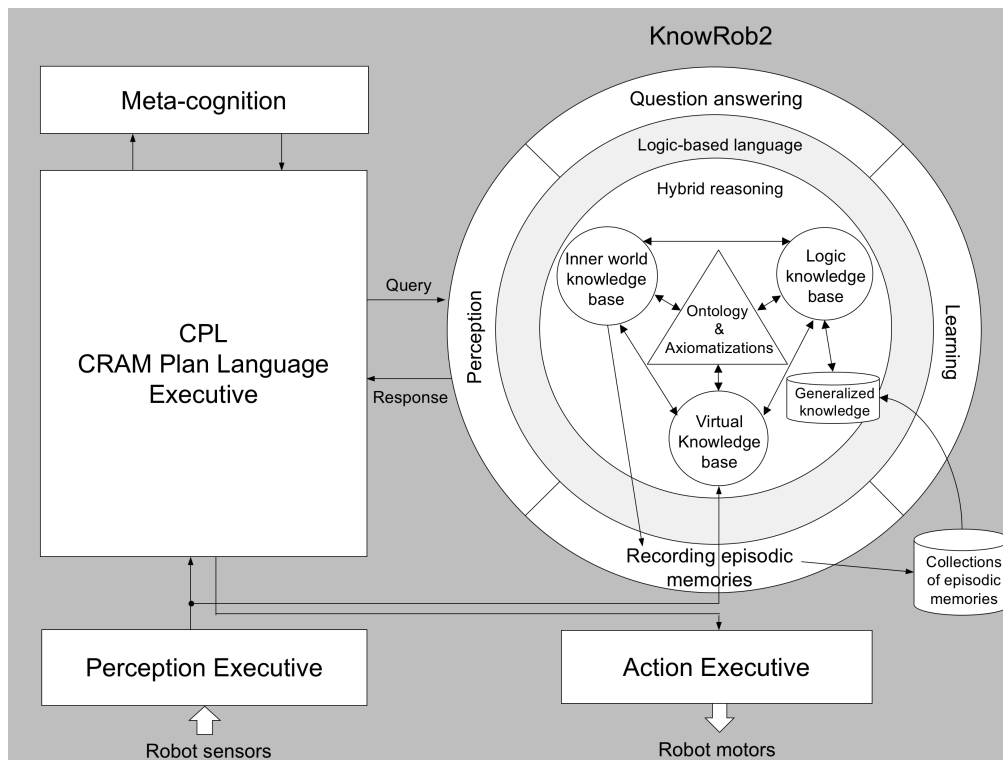 KnowRob2
Meta-cognition
Question answering
Logic-based language
Hybrid reasoning
Inner world
knowledge
base
Logic
knowledge
base
Ontology
&
Axiomatizations
Query
CPL
CRAM Plan Language
Executive
Perception
Learning
Response
Generalized
knowledge
Virtual
Knowledge
base
Recording episodic
memories
Collections
of episodic
memories
Perception Executive
Action Executive
Robot sensors
Robot motors